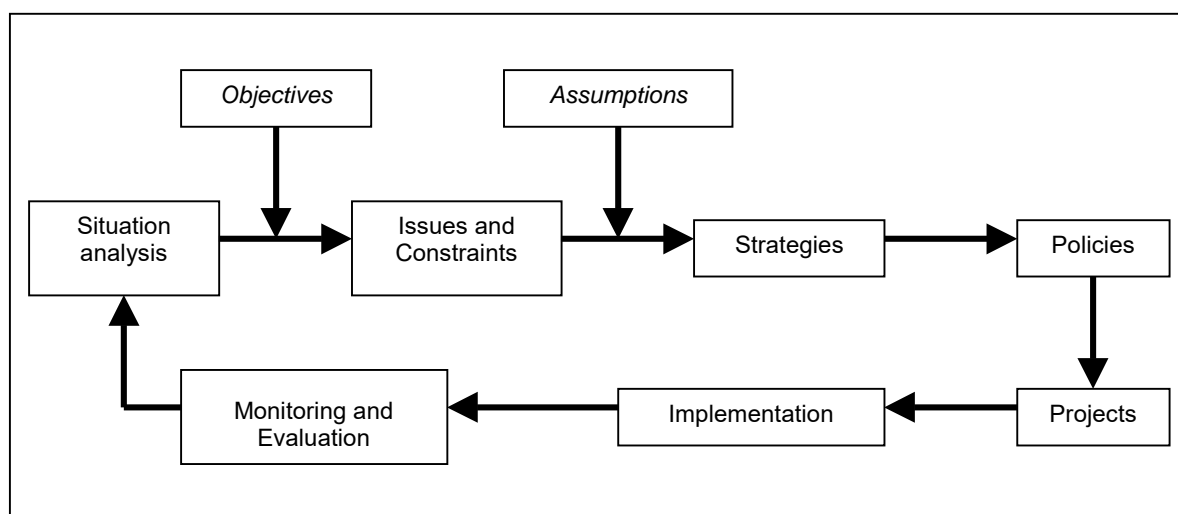 Objectives
Assumptions
Situation
analysis
Issues and
Constraints
Strategies
Policies
Monitoring and
Evaluation
Implementation
Projects